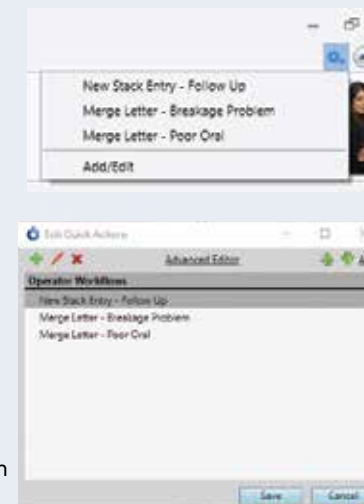 New Stack Entry - Follow Up
Merge Letter - Breakage Problem
Merge Letter - Poor Oral
Add/Edit
Edit Quick Actions
Advanced Editor
Operator Workflows
New Stack Entry - Follow Up
Merge Letter - Breakage Problem
Merge Letter - Poor Oral
Save Cancel